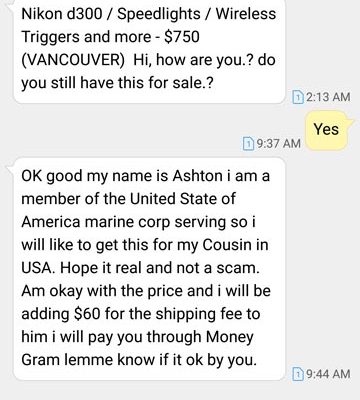 Nikon d300 / Speedlights / Wireless
Triggers and more - $750
(VANCOUVER)  Hi, how are you.? do
you still have this for sale.?
1 2:13 AM
Yes
1 9:37 AM
OK good my name is Ashton i am a
member of the United State of
America marine corp serving so i
will like to get this for my Cousin in
USA. Hope it real and not a scam.
Am okay with the price and i will be
adding $60 for the shipping fee to
him i will pay you through Money
Gram lemme know if it ok by you.
1 9:44 AM